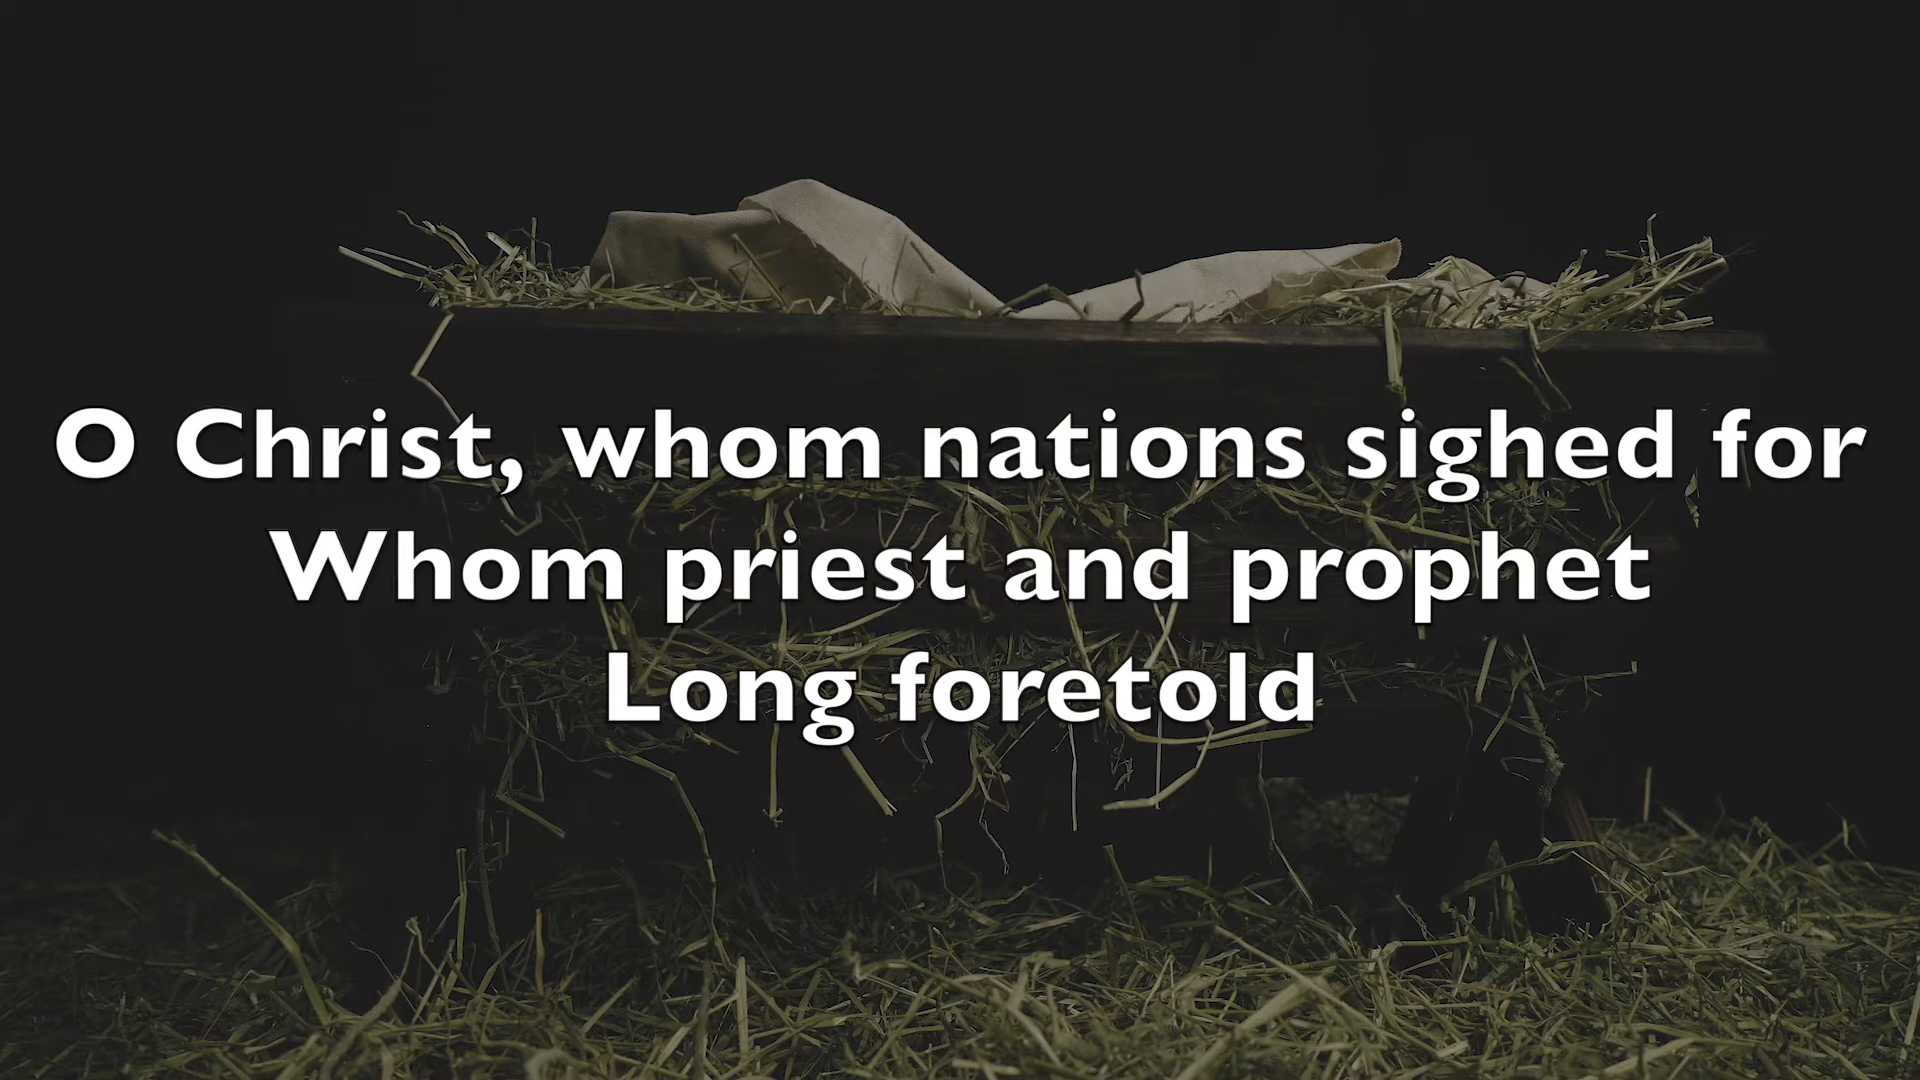 O Christ, whom nations sighed for
Whom priest and prophet
Long foretold